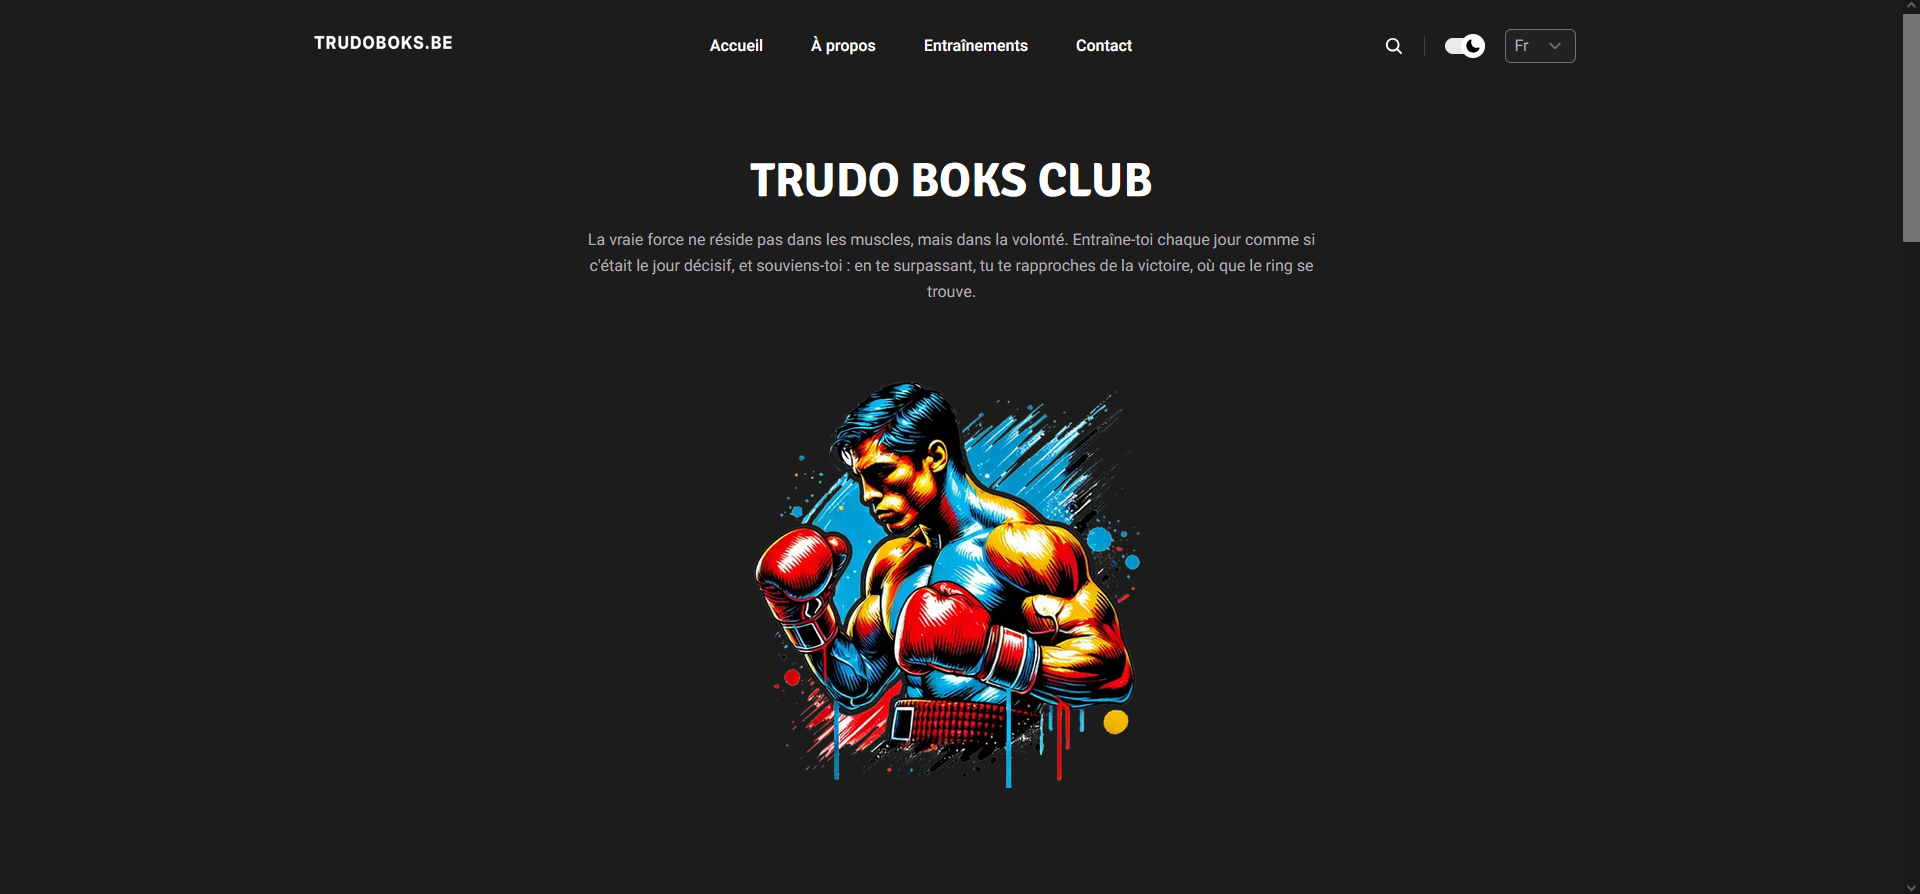 TRUDOBOKS.BE
Accueil
À propos
Entraînements
Contact
Fr
TRUDO BOKS CLUB
La vraie force ne réside pas dans les muscles, mais dans la volonté. Entraîne-toi chaque jour comme si
c'était le jour décisif, et souviens-toi : en te surpassant, tu te rapproches de la victoire, où que le ring se
trouve.